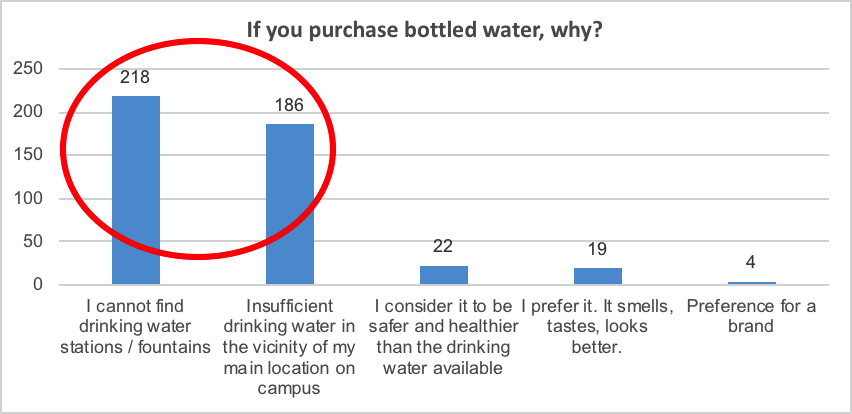 If you purchase bottled water, why?
250
200
150
100
50
0
218
186
22
19
4
I cannot find
drinking water
stations / fountains
Insufficient
drinking water in
the vicinity of my
main location on
campus
I consider it to be
safer and healthier
than the drinking
water available
I prefer it. It smells,
tastes, looks
better.
Preference for a
brand